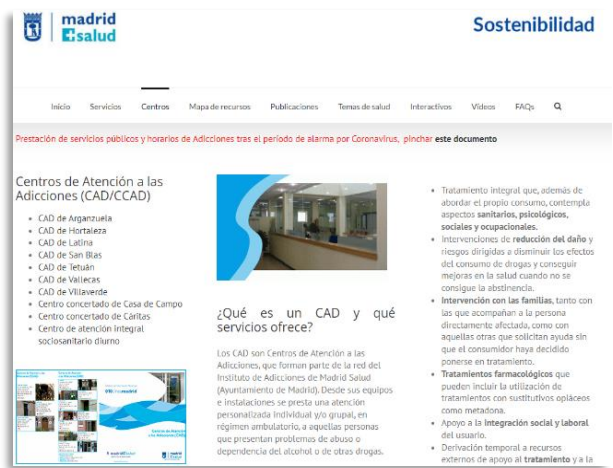 madrid
salud
Sostenibilidad
Inicio Servicios Centros Mapa de recursos Publicaciones Temas de salud Interactivos Vídeos FAQs
Prestación de servicios públicos y horarios de Adicciones tras el período de alarma por Coronavirus, pinchar este documento
Centros de Atención a las
Adicciones (CAD/CCAD)
CAD de Arganzuela
CAD de Hortaleza
CAD de Latina
CAD de San Blas
CAD de Tetuán
CAD de Vallecas
CAD de Villaverde
Centro concertado de Casa de Campo
Centro concertado de Cáritas
Centro de atención integral
sociosanitario diurno
¿Qué es un CAD y qué
servicios ofrece?
Los CAD son Centros de Atención a las
Adicciones, que forman parte de la red del
Instituto de Adicciones de Madrid Salud
(Ayuntamiento de Madrid). Desde sus equipos
e instalaciones se presta una atención
personalizada Individual y/o grupal, en
régimen ambulatorio, a aquellas personas
que presentan problemas de abuso o
dependencia del alcohol o de otras drogas.
Tratamiento integral que, además de
abordar el propio consumo, contempla
aspectos sanitarios, psicológicos,
sociales y ocupacionales.
Intervenciones de reducción del daño y
riesgos dirigidas a disminuir los efectos
del consumo de drogas y conseguir
mejoras en la salud cuando no se
consigue la abstinencia.
Intervención con las familias, tanto con
las que acompañan a la persona
directamente afectada, como con
aquellas otras que solicitan ayuda sin
que el consumidor haya decidido
ponerse en tratamiento.
Tratamientos farmacológicos que
pueden incluir la utilización de
tratamientos con sustitutivos opiáceos
como metadona.
Apoyo a la integración social y laboral
del usuario.
Derivación temporal a recursos
externos de apoyo al tratamiento y a la